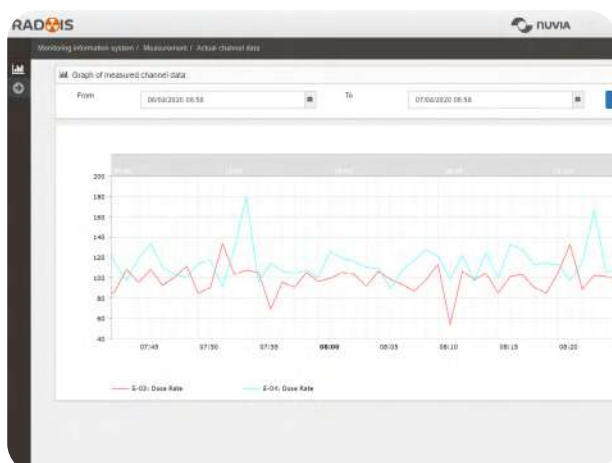 RAD IS
NUVIA
Monitoring information system / Measurement / Actual channel data
Graph of measured channel data
From
06/04/2020 06:58
To
07/04/2020 06:58
200
180
160
140
120
100
80
60
40
07:45
07:50
07:55
08:00
08:05
08:10
08:15
08:20
E-03: Dose Rate
E-04: Dose Rate